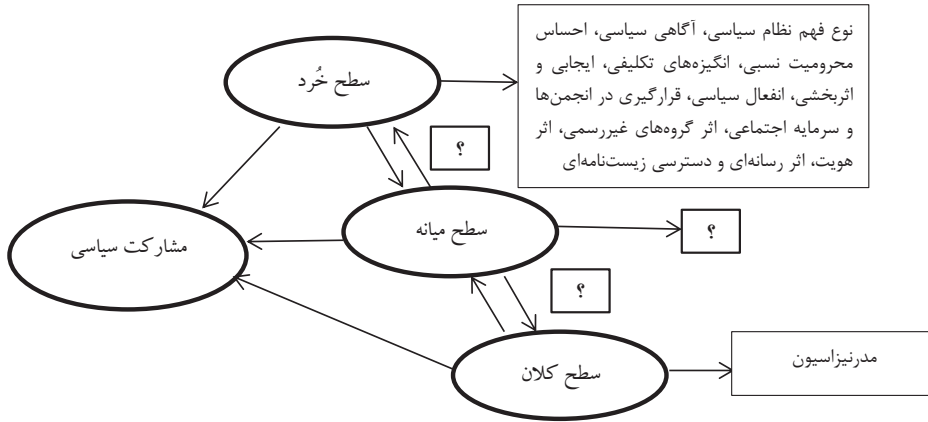 نوع فهم نظام سیاسی، آگاهی سیاسی، احساس
محرومیت نسبی، انگیزه‌های تکلیفی، ایجابی و
اثربخشی، انفعال سیاسی، قرارگیری در انجمن‌ها
و سرمایه اجتماعی، اثر گروه‌های غیررسمی، اثر
هویت، اثر رسانه‌ای و دسترسی زیست‌نامه‌ای
سطح خُرد
؟
سطح میانه
؟
مشارکت سیاسی
؟
سطح کلان
مدرنیزاسیون